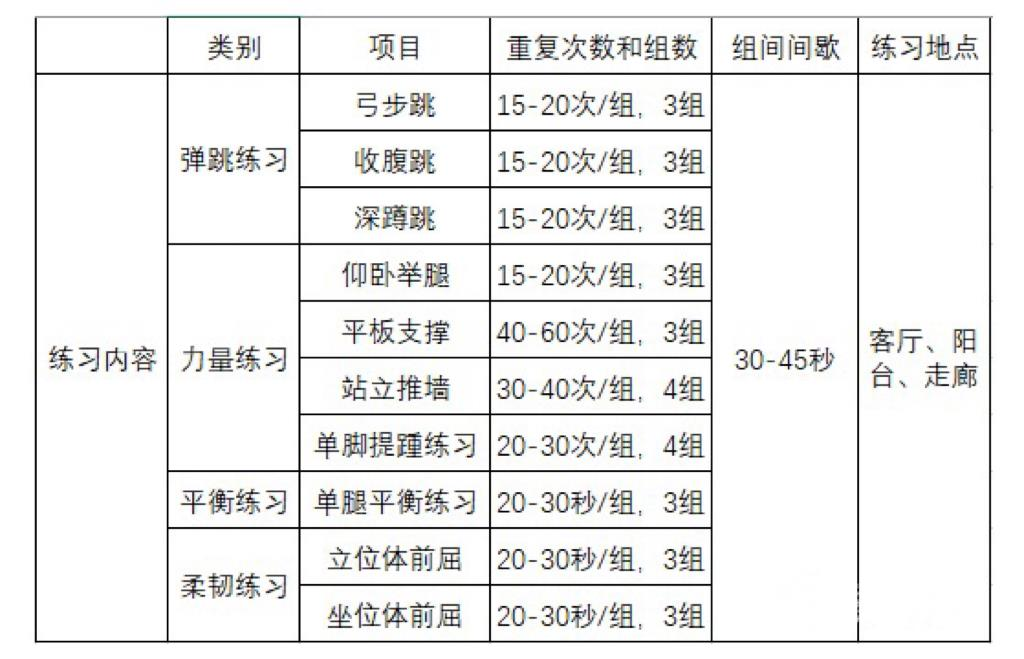 类别 项目 重复次数和组数 组间间歇 练习地点
弓步跳 15-20次/组，3组
弹跳练习 收腹跳 15-20次/组，3组
深蹲跳 15-20次/组，3组
仰卧举腿 15-20次/组，3组
平板支撑 40-60次/组，3组
练习内容 力量练习 30-45秒 客厅、阳
台、走廊
站立推墙 30-40次/组，4组
单脚提踵练习 20-30次/组，4组
平衡练习 单腿平衡练习 20-30秒/组，3组
立位体前屈 20-30秒/组，3组
柔韧练习
坐位体前屈 20-30秒/组，3组